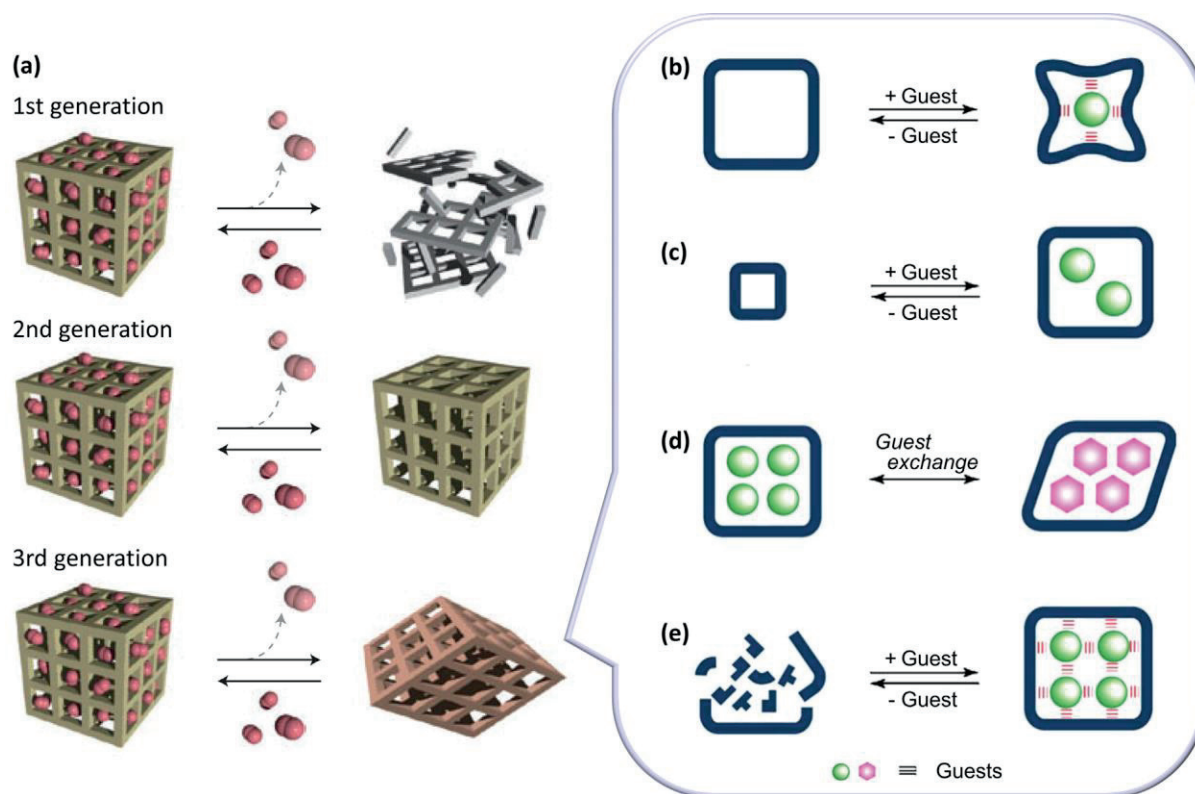 (a)
1st generation
2nd generation
3rd generation
(b)
+ Guest
- Guest
(c)
+ Guest
- Guest
(d)
Guest
exchange
(e)
+ Guest
- Guest
Guests